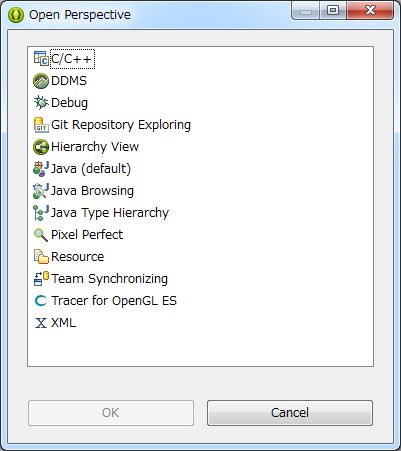 Open Perspective
C/C++
DDMS
Debug
GIT
Git Repository Exploring
Hierarchy View
Java (default)
Java Browsing
Java Type Hierarchy
Pixel Perfect
Resource
Team Synchronizing
Tracer for OpenGL ES
XML
OK
Cancel